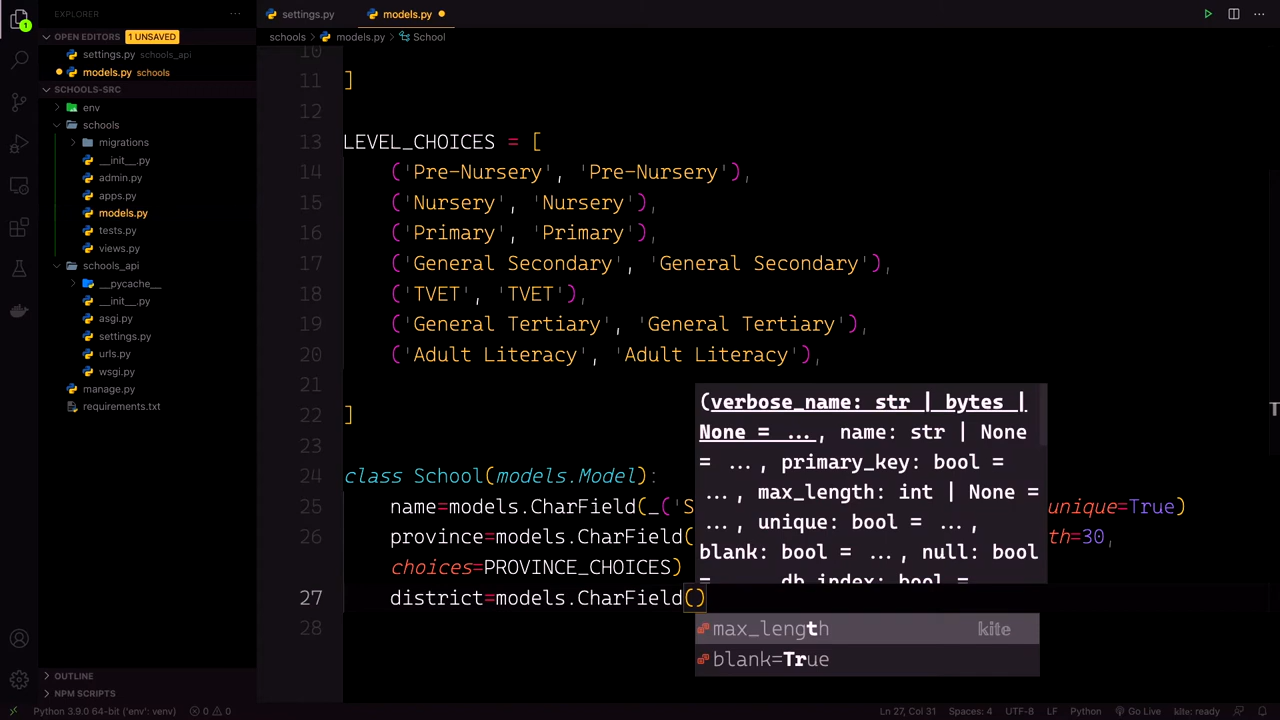 EXPLORER
OPEN EDITORS 1 UNSAVED
settings.py schools_api
models.py schools
SCHOOLS-SRC
env
schools
migrations
__init__.py
admin.py
apps.py
models.py
tests.py
views.py
schools_api
__pycache__
__init__.py
asgi.py
settings.py
urls.py
wsgi.py
manage.py
requirements.txt
OUTLINE
NPM SCRIPTS
settings.py models.py
schools > models.py > School
10
11 ]
12
13 LEVEL_CHOICES = [
14 ('Pre-Nursery', 'Pre-Nursery'),
15 ('Nursery', 'Nursery'),
16 ('Primary', 'Primary'),
17 ('General Secondary', 'General Secondary'),
18 ('TVET', 'TVET'),
19 ('General Tertiary', 'General Tertiary'),
20 ('Adult Literacy', 'Adult Literacy'),
21
22 ]
23
24 class School(models.Model):
25 name=models.CharField(_('S unique=True)
26 province=models.CharField( th=30,
choices=PROVINCE_CHOICES)
27 district=models.CharField()
28
(verbose_name: str | bytes |
None = ..., name: str | None
= ..., primary_key: bool =
..., max_length: int | None =
..., unique: bool = ...,
blank: bool = ..., null: bool
= db_index: bool =
max_length kite
blank=True
1
Python 3.9.0 64-bit ('env': venv) 0 0 Ln 27, Col 31 Spaces: 4 UTF-8 LF Python Go Live kite: ready